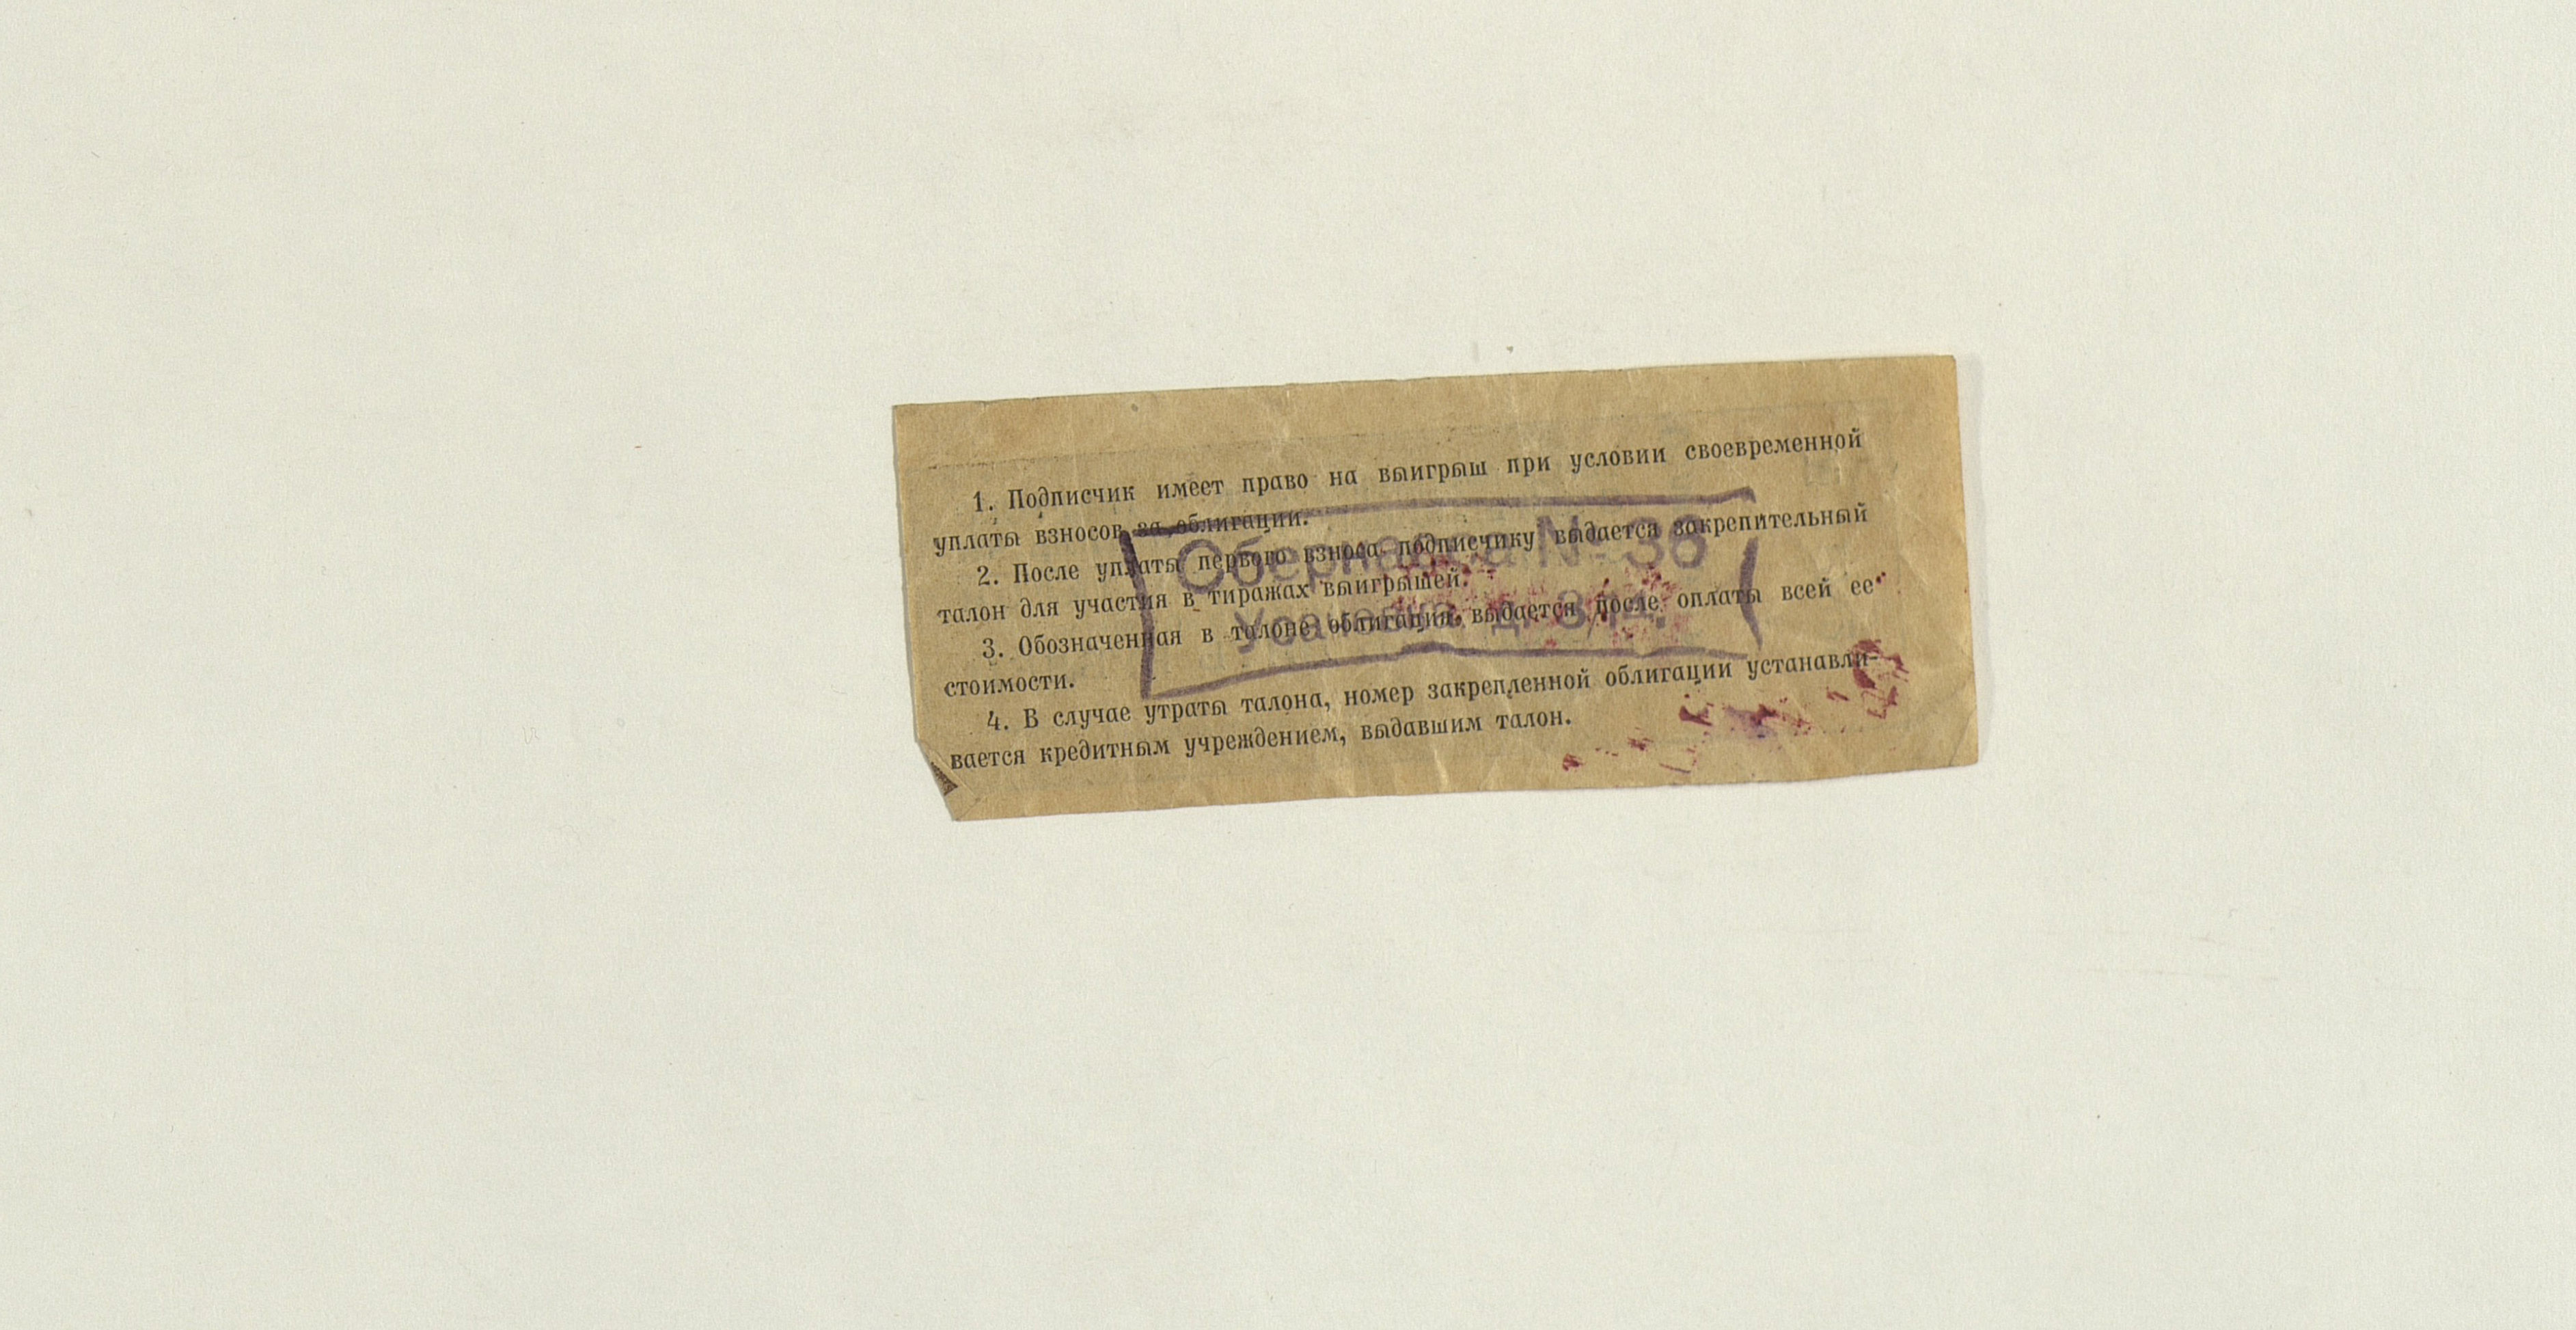 1. Подписчик имеет право на выигрыш при условии своевременной
уплаты взносов за облигации.
2. После уплаты первого взноса подписчику выдается закрепительный
талон для участия в тиражах выигрышей.
3. Обозначенная в талоне облигация выдается после оплаты всей ее
стоимости.
4. В случае утраты талона, номер закрепленной облигации устанавли-
вается кредитным учреждением, выдавшим талон.
Сберкасса № 36